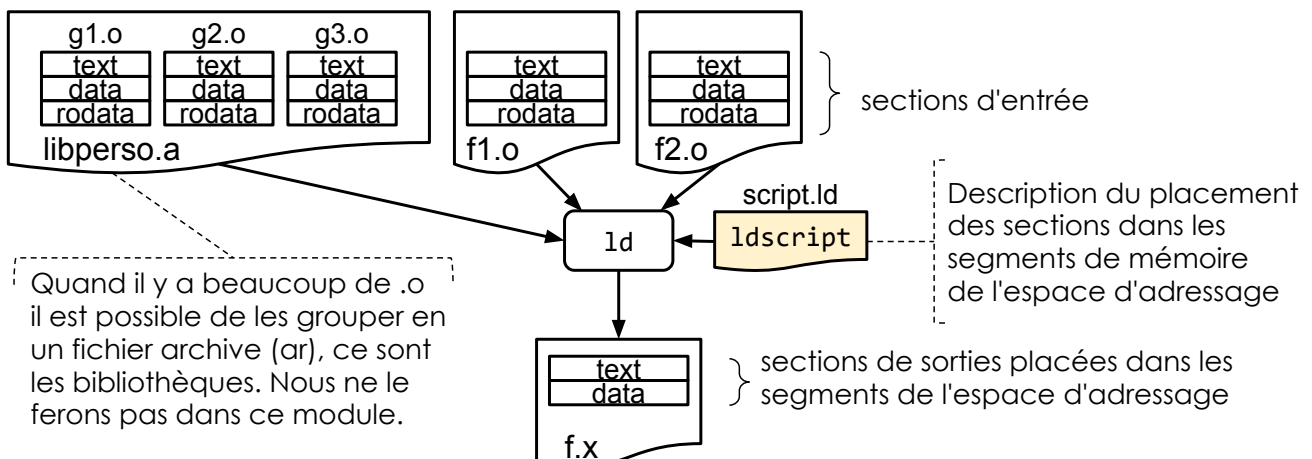 g1.o g2.o g3.o
text text text text text
data data data data data
rodata rodata rodata rodata rodata
sections d'entrée
libperso.a
f1.o f2.o
script.ld
ld
ldscript
Description du placement
des sections dans les
segments de mémoire
de l'espace d'adressage
Quand il y a beaucoup de .o
il est possible de les grouper en
un fichier archive (ar), ce sont
les bibliothèques. Nous ne le
ferons pas dans ce module.
text
data
f.x
sections de sorties placées dans les
segments de l'espace d'adressage